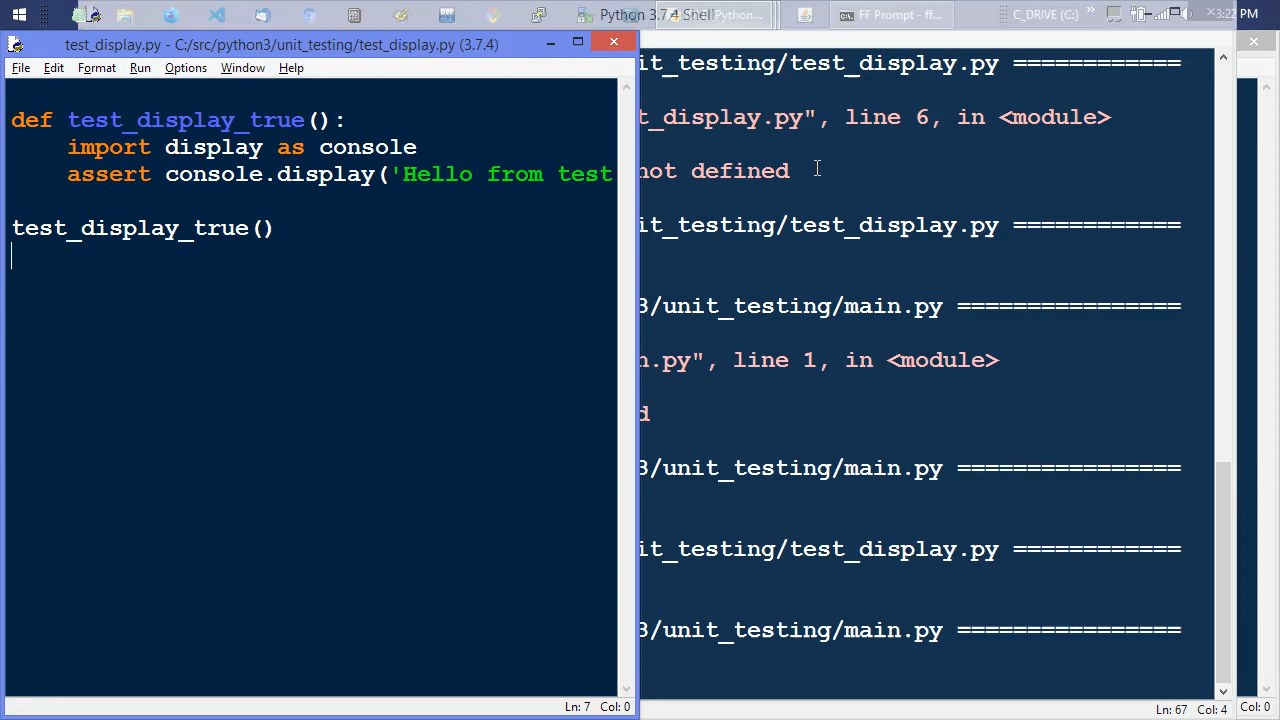 Python 3.7.4 Shell
Python...
FF Prompt - ff...
C_DRIVE (C:)
3:22 PM
test_display.py - C:/src/python3/unit_testing/test_display.py (3.7.4)
File Edit Format Run Options Window Help
def test_display_true():
import display as console
assert console.display('Hello from test
test_display_true()
Ln: 7 Col: 0
it_testing/test_display.py ============
t_display.py", line 6, in <module>
not defined
it_testing/test_display.py ============
3/unit_testing/main.py ================
n.py", line 1, in <module>
d
3/unit_testing/main.py ================
it_testing/test_display.py ============
3/unit_testing/main.py ================
Ln: 67 Col: 4
Col: 0